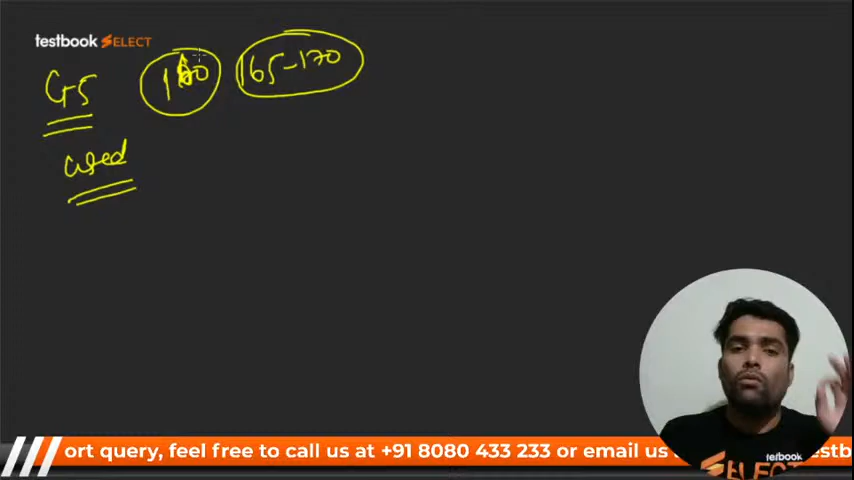 testbook SELECT
GS 165-170
used
ort query, feel free to call us at +91 8080 433 233 or email us
testbook
SELECT